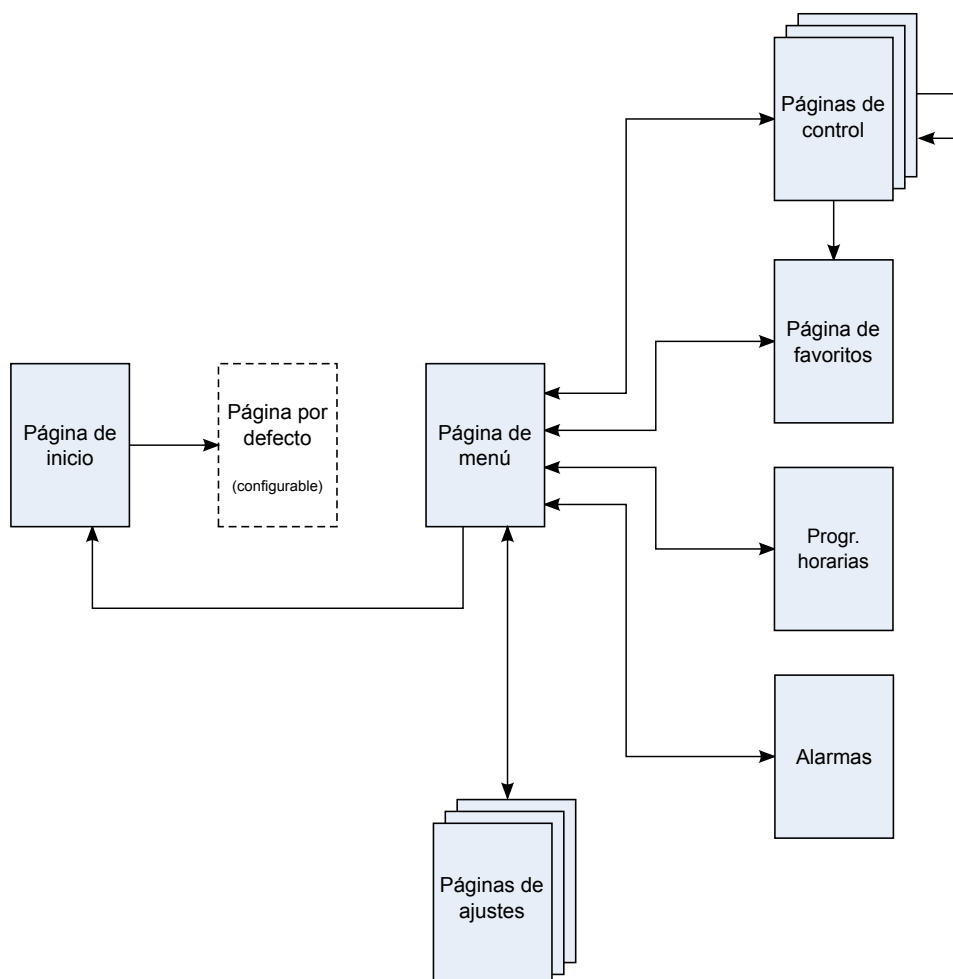 Páginas de
control
Página de
favoritos
Página de
inicio
Página por
defecto
(configurable)
Página de
menú
Progr.
horarias
Alarmas
Páginas de
ajustes